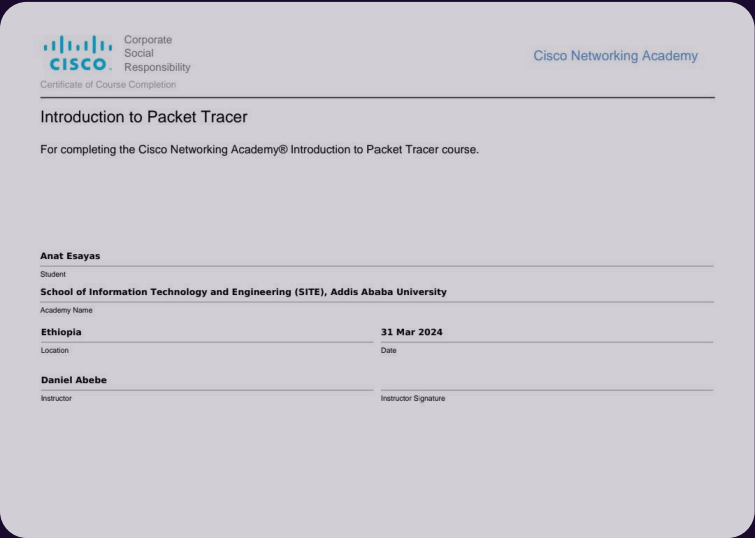 Corporate
Social
Responsibility
CISCO
Cisco Networking Academy
Certificate of Course Completion
Introduction to Packet Tracer
For completing the Cisco Networking Academy® Introduction to Packet Tracer course.
Anat Esayas
Student
School of Information Technology and Engineering (SITE), Addis Ababa University
Academy Name
Ethiopia
31 Mar 2024
Location
Date
Daniel Abebe
Instructor
Instructor Signature